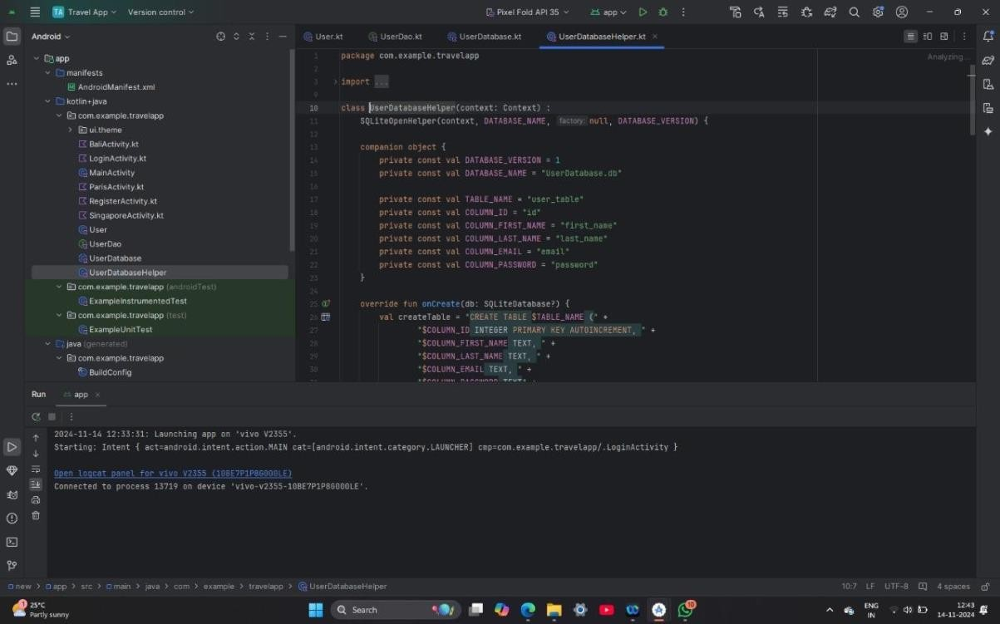 TA Travel App Version control Pixel Fold API 35 app
Android User.kt UserDao.kt UserDatabase.kt UserDatabaseHelper.kt
app
manifests
AndroidManifest.xml
kotlin+java
com.example.travelapp
ui.theme
BaliActivity.kt
LoginActivity.kt
MainActivity
ParisActivity.kt
RegisterActivity.kt
SingaporeActivity.kt
User
UserDao
UserDatabase
UserDatabaseHelper
com.example.travelapp (androidTest)
ExampleInstrumentedTest
com.example.travelapp (test)
ExampleUnitTest
java (generated)
com.example.travelapp
BuildConfig
Analyzing...
1 package com.example.travelapp
2
3 import ...
9
10 class UserDatabaseHelper(context: Context) :
11 SQLiteOpenHelper(context, DATABASE_NAME, factory: null, DATABASE_VERSION) {
12
13 companion object {
14 private const val DATABASE_VERSION = 1
15 private const val DATABASE_NAME = "UserDatabase.db"
16
17 private const val TABLE_NAME = "user_table"
18 private const val COLUMN_ID = "id"
19 private const val COLUMN_FIRST_NAME = "first_name"
20 private const val COLUMN_LAST_NAME = "last_name"
21 private const val COLUMN_EMAIL = "email"
22 private const val COLUMN_PASSWORD = "password"
23 }
24
25 override fun onCreate(db: SQLiteDatabase?) {
26 val createTable = "CREATE TABLE $TABLE_NAME (" +
27 "$COLUMN_ID INTEGER PRIMARY KEY AUTOINCREMENT, " +
28 "$COLUMN_FIRST_NAME TEXT, " +
29 "$COLUMN_LAST_NAME TEXT, " +
30 "$COLUMN_EMAIL TEXT, " +
"$COLUMN_PASSWORD TEXT" +
Run app
2024-11-14 12:33:31: Launching app on 'vivo V2355'.
Starting: Intent { act=android.intent.action.MAIN cat=[android.intent.category.LAUNCHER] cmp=com.example.travelapp/.LoginActivity }
Open logcat panel for vivo V2355 (10BE7P1P86000LE)
Connected to process 13719 on device 'vivo-v2355-10BE7P1P86000LE'.
new > app > src > main > java > com > example > travelapp > UserDatabaseHelper 10:7 LF UTF-8 4 spaces
1 25°C
Partly sunny
Search
10
ENG
IN
12:43
14-11-2024